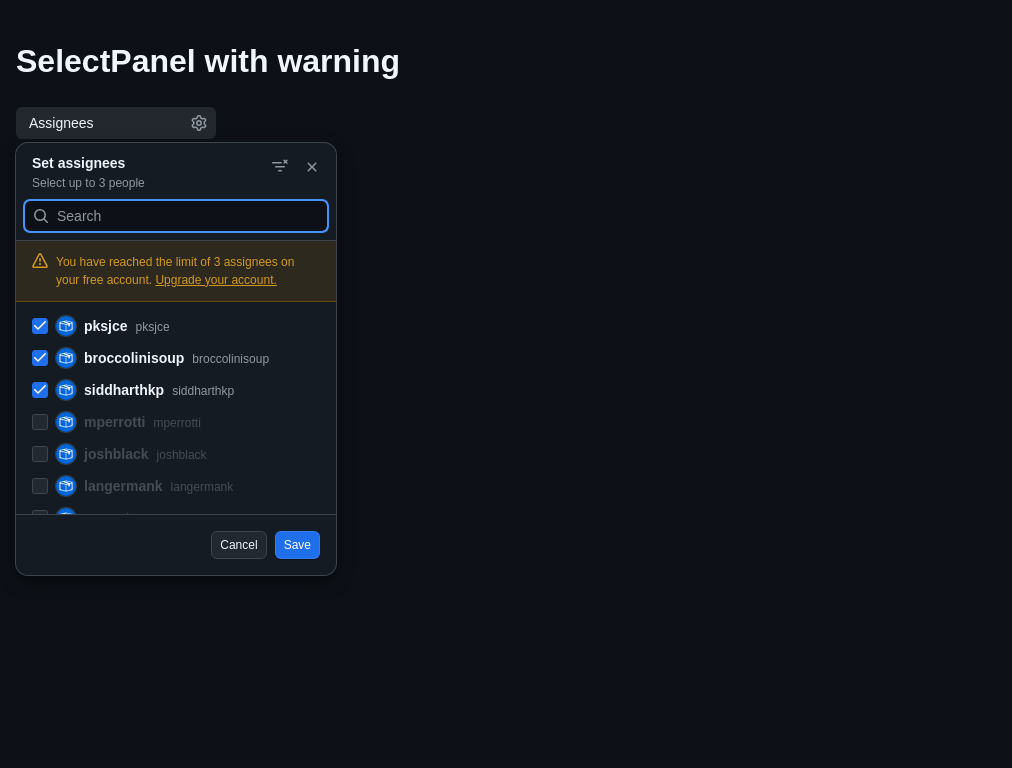 SelectPanel with warning
Assignees
Set assignees
Select up to 3 people
Search
You have reached the limit of 3 assignees on
your free account. Upgrade your account.
pksjce pksjce
broccolinisoup broccolinisoup
siddharthkp siddharthkp
mperrotti mperrotti
joshblack joshblack
langermank langermank
Cancel Save